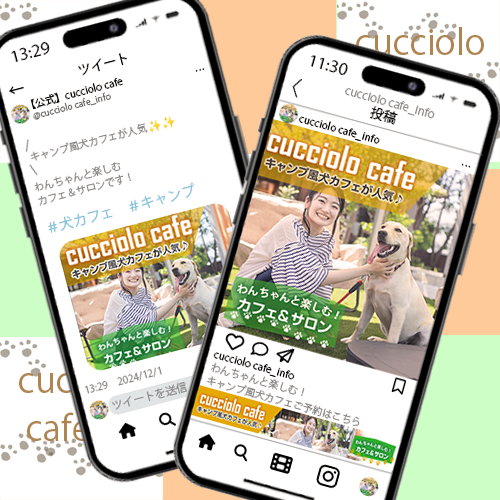 13:29
ツイート
【公式】cucciolo cafe
@cucciolo cafe_info
キャンプ風犬カフェが人気✨✨
わんちゃんと楽しむ
カフェ＆サロンです！
#犬カフェ #キャンプ
cucciolo cafe
キャンプ風犬カフェが人気♪
わんちゃんと楽しむ！
カフェ&サロン
13:29 2024/12/1
ツイートを送信
cucciolo
11:30
cucciolo cafe_info
投稿
cucciolo cafe_info
cucciolo cafe
キャンプ風犬カフェが人気♪
わんちゃんと楽しむ！
カフェ&サロン
cucciolo cafe_info
わんちゃんと楽しむ！
キャンプ風犬カフェご予約はこちら
cucciolo cafe
キャンプ風犬カフェが人気♪
わんちゃんと楽しむ！
カフェ&サロン
cuc
cafe